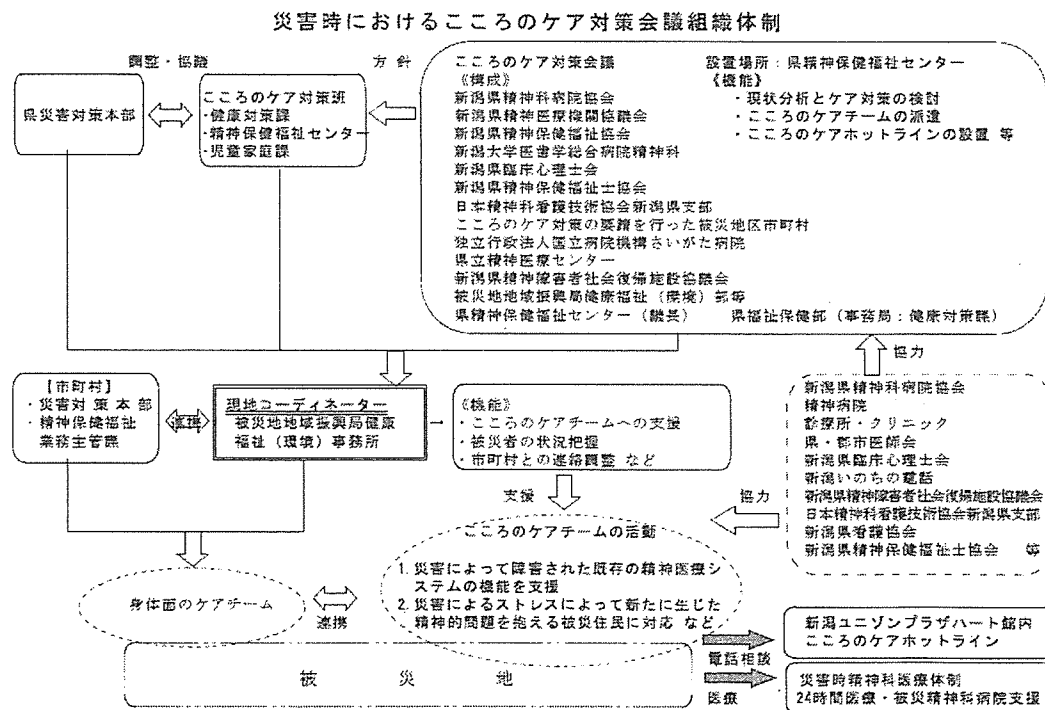 災害時におけるこころのケア対策会議組織体制
調整・協議
方針
県災害対策本部
こころのケア対策班
・健康対策課
・精神保健福祉センター
・児童家庭課
こころのケア対策会議
《構成》
新潟県精神科病院協会
新潟県精神医療機関協議会
新潟県精神保健福祉協会
新潟大学医歯学総合病院精神科
新潟県臨床心理士会
新潟県精神保健福祉士協会
日本精神科看護技術協会新潟県支部
こころのケア対策の要請を行った被災地区市町村
独立行政法人国立病院機構さいがた病院
県立精神医療センター
新潟県精神障害者社会復帰施設協議会
被災地地域振興局健康福祉（環境）部等
県精神保健福祉センター（議長）　県福祉保健部（事務局：健康対策課）
設置場所：県精神保健福祉センター
《機能》
・現状分析とケア対策の検討
・こころのケアチームの派遣
・こころのケアホットラインの設置 等
協力
【市町村】
・災害対策本部
・精神保健福祉
業務主管課
連携
現地コーディネーター
被災地地域振興局健康
福祉（環境）事務所
《機能》
・こころのケアチームへの支援
・被災者の状況把握
・市町村との連絡調整 など
新潟県精神科病院協会
精神病院
診療所・クリニック
県・郡市医師会
新潟県臨床心理士会
新潟いのちの電話
新潟県精神障害者社会復帰施設協議会
日本精神科看護技術協会新潟県支部
新潟県看護協会
新潟県精神保健福祉士協会　等
支援
協力
こころのケアチームの活動
1. 災害によって障害された既存の精神医療シ
ステムの機能を支援
2. 災害によるストレスによって新たに生じた
精神的問題を抱える被災住民に対応 など
身体面のケアチーム
連携
被災地
電話相談
医療
新潟ユニゾンプラザハート館内
こころのケアホットライン
災害時精神科医療体制
24時間医療・被災精神科病院支援